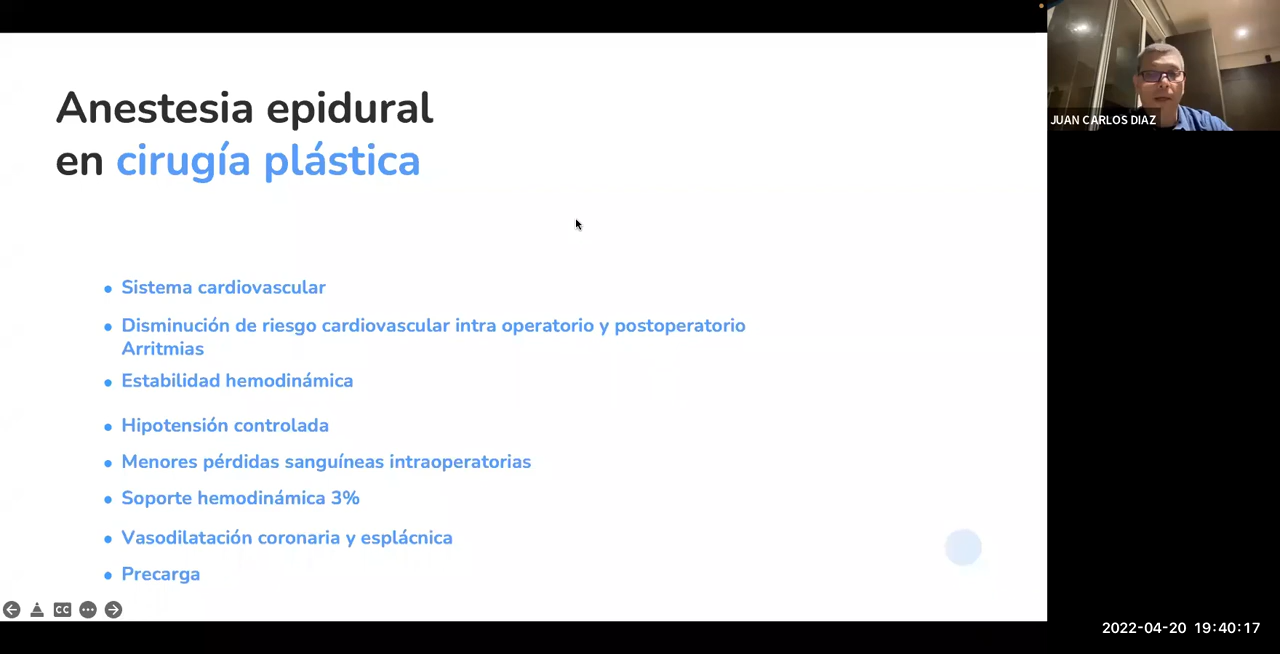 Anestesia epidural
en cirugía plástica
Sistema cardiovascular
Disminución de riesgo cardiovascular intra operatorio y postoperatorio
Arritmias
Estabilidad hemodinámica
Hipotensión controlada
Menores pérdidas sanguíneas intraoperatorias
Soporte hemodinámica 3%
Vasodilatación coronaria y esplácnica
Precarga
CC
JUAN CARLOS DIAZ
2022-04-20 19:40:17